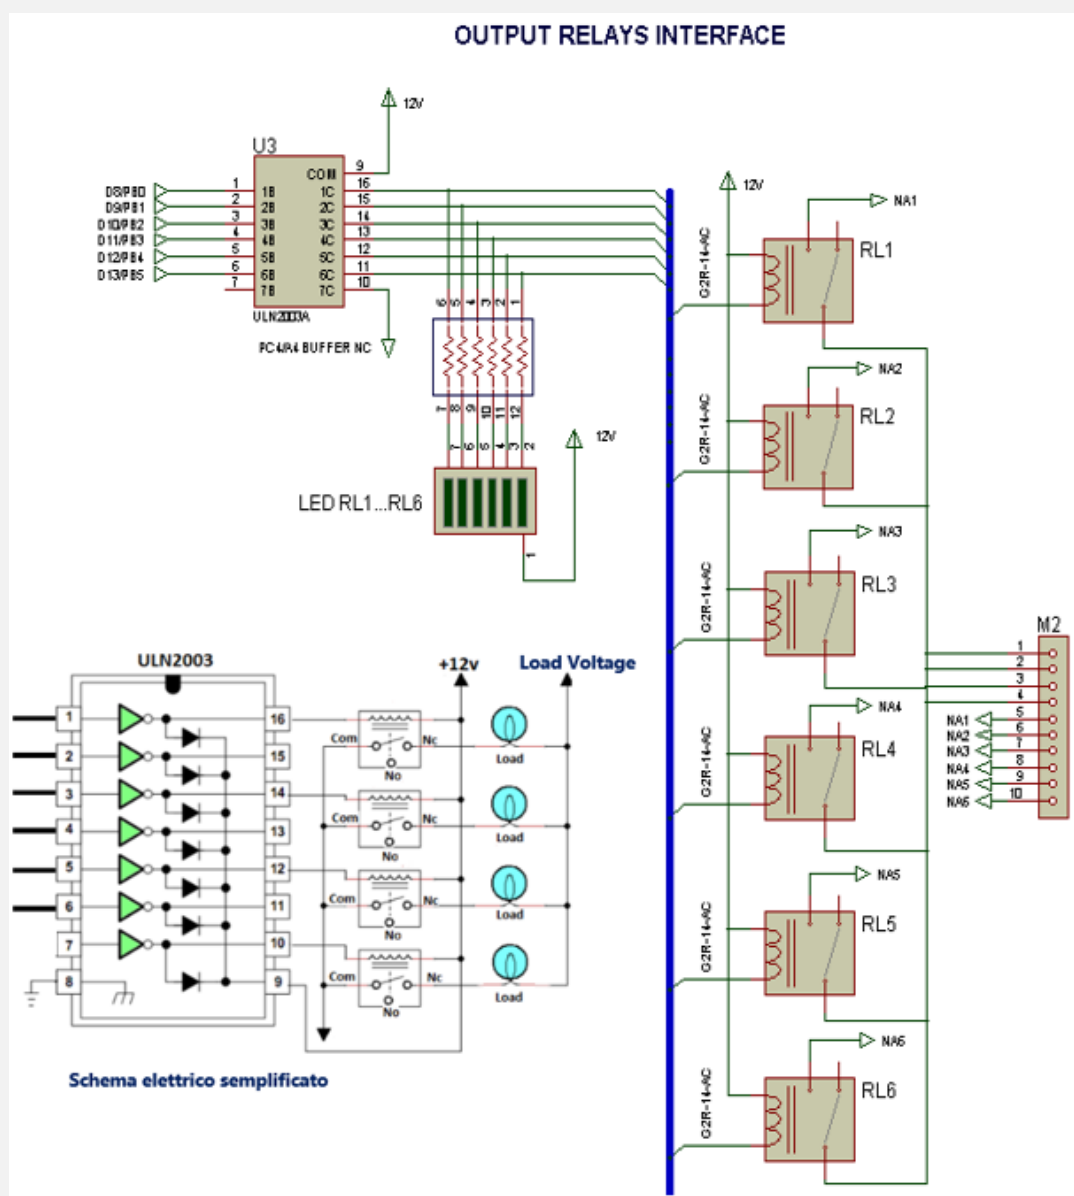 OUTPUT RELAYS INTERFACE
12V
U3
COM
9
D8/PB0
1
1B
1C
16
D9/PB1
2
2B
2C
15
D10/PB2
3
3B
3C
14
D11/PB3
4
4B
4C
13
D12/PB4
5
5B
5C
12
D13/PB5
6
6B
6C
11
7
7B
7C
10
ULN2003A
PC4/A4 BUFFER NC
6 5 4 3 2 1
7 8 9 10 11 12
7 6 5 4 3 2
12V
LED RL1...RL6
1
12V
NA1
G2R-14-AC
RL1
NA2
G2R-14-AC
RL2
NA3
G2R-14-AC
RL3
NA4
G2R-14-AC
RL4
NA5
G2R-14-AC
RL5
NA6
G2R-14-AC
RL6
M2
1
2
3
4
NA1 5
NA2 6
NA3 7
NA4 8
NA5 9
NA6 10
ULN2003
+12v
Load Voltage
1
16
2
15
3
14
4
13
5
12
6
11
7
10
8
9
Com
Nc
No
Load
Com
Nc
No
Load
Com
Nc
No
Load
Com
Nc
No
Load
Schema elettrico semplificato